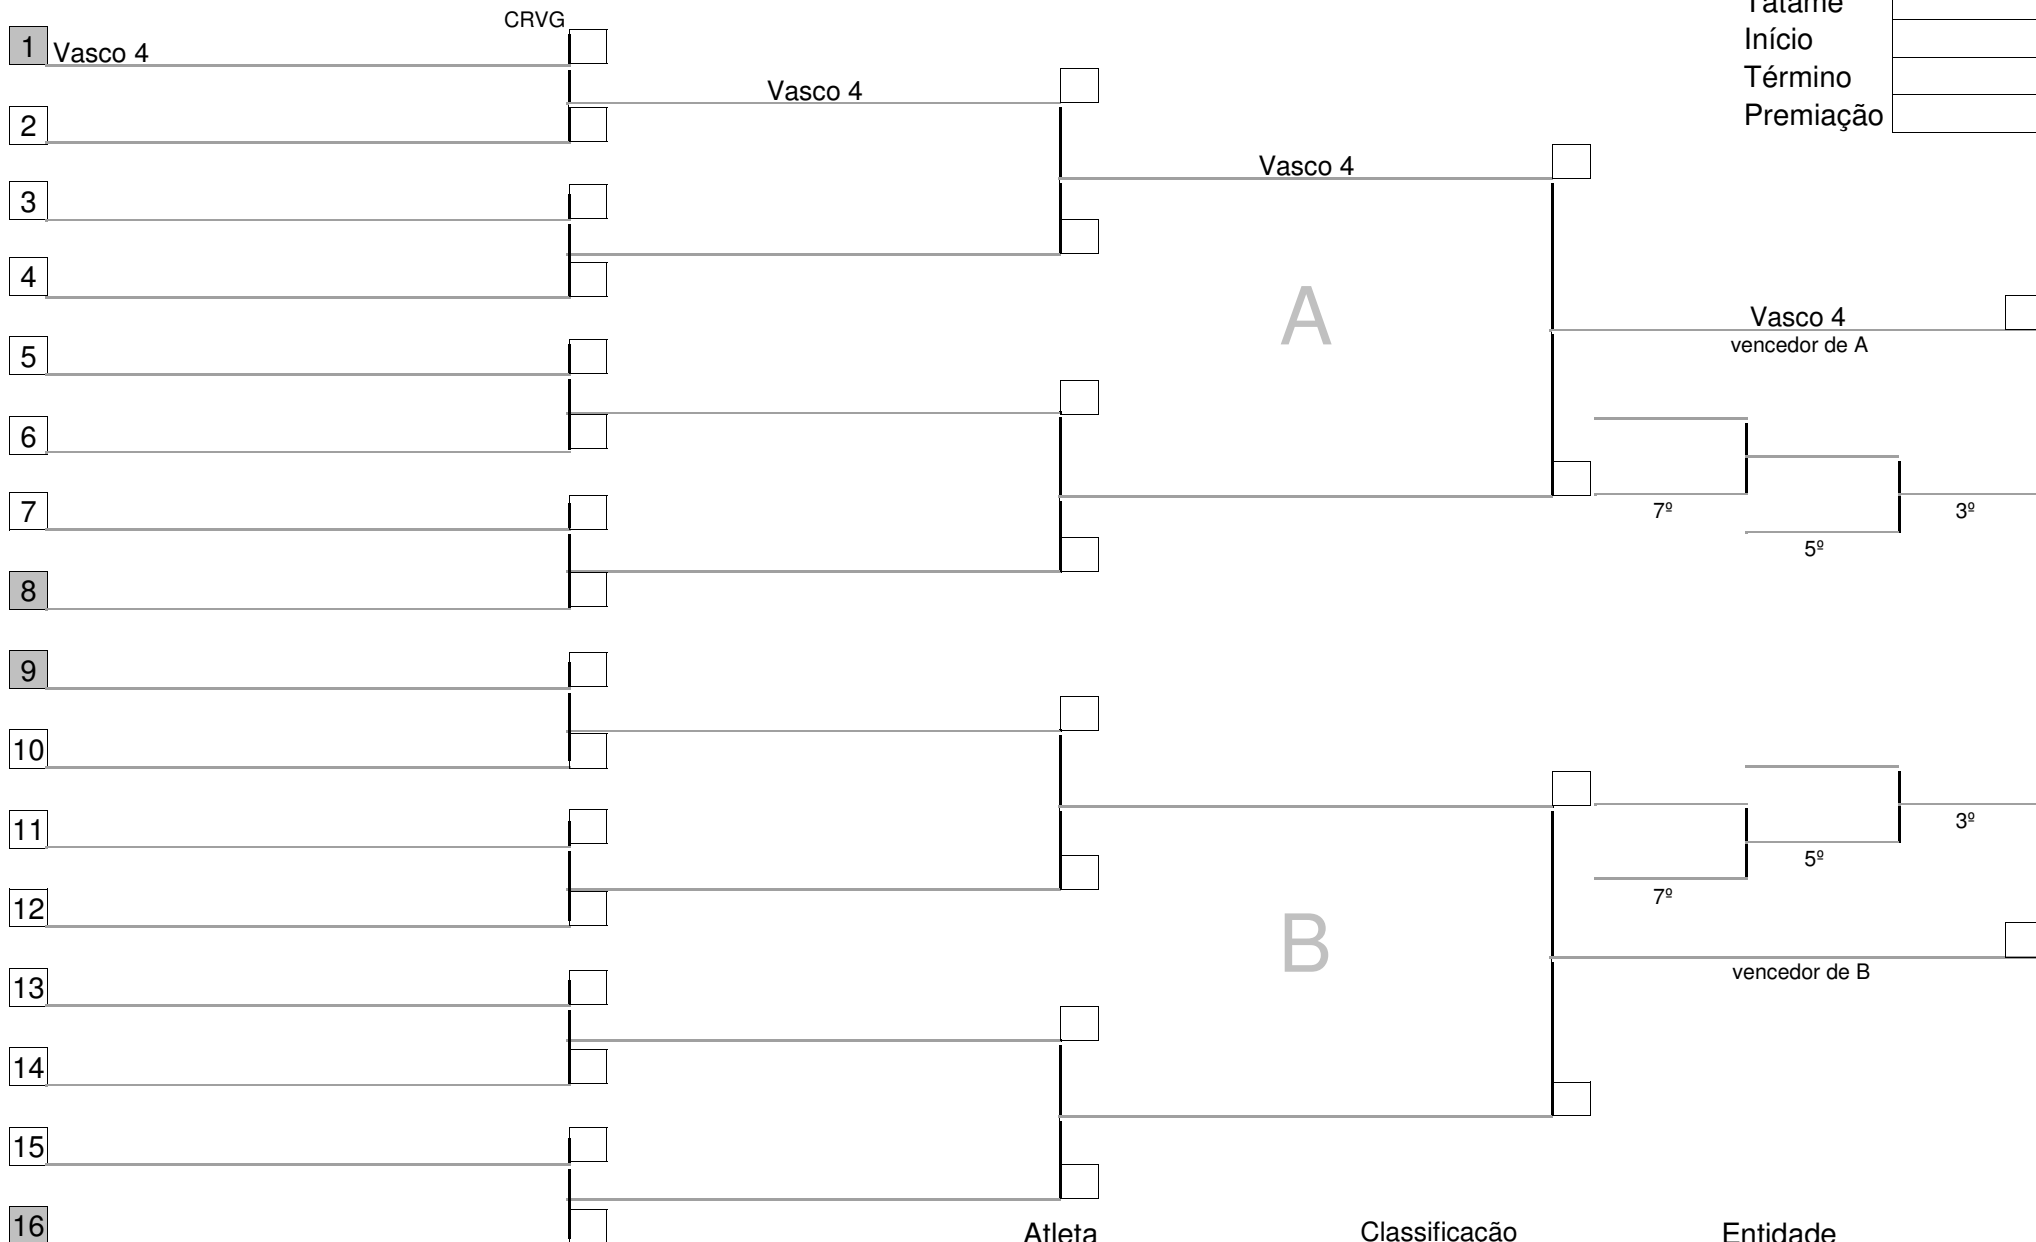 CRVG
Tatame
1 Vasco 4
Início
Vasco 4
Término
2
Premiação
Vasco 4
3
4
A
Vasco 4
vencedor de A
5
6
7
7º
3º
5º
8
9
10
11
3º
5º
7º
12
B
vencedor de B
13
14
15
16
Atleta
Classificação
Entidade